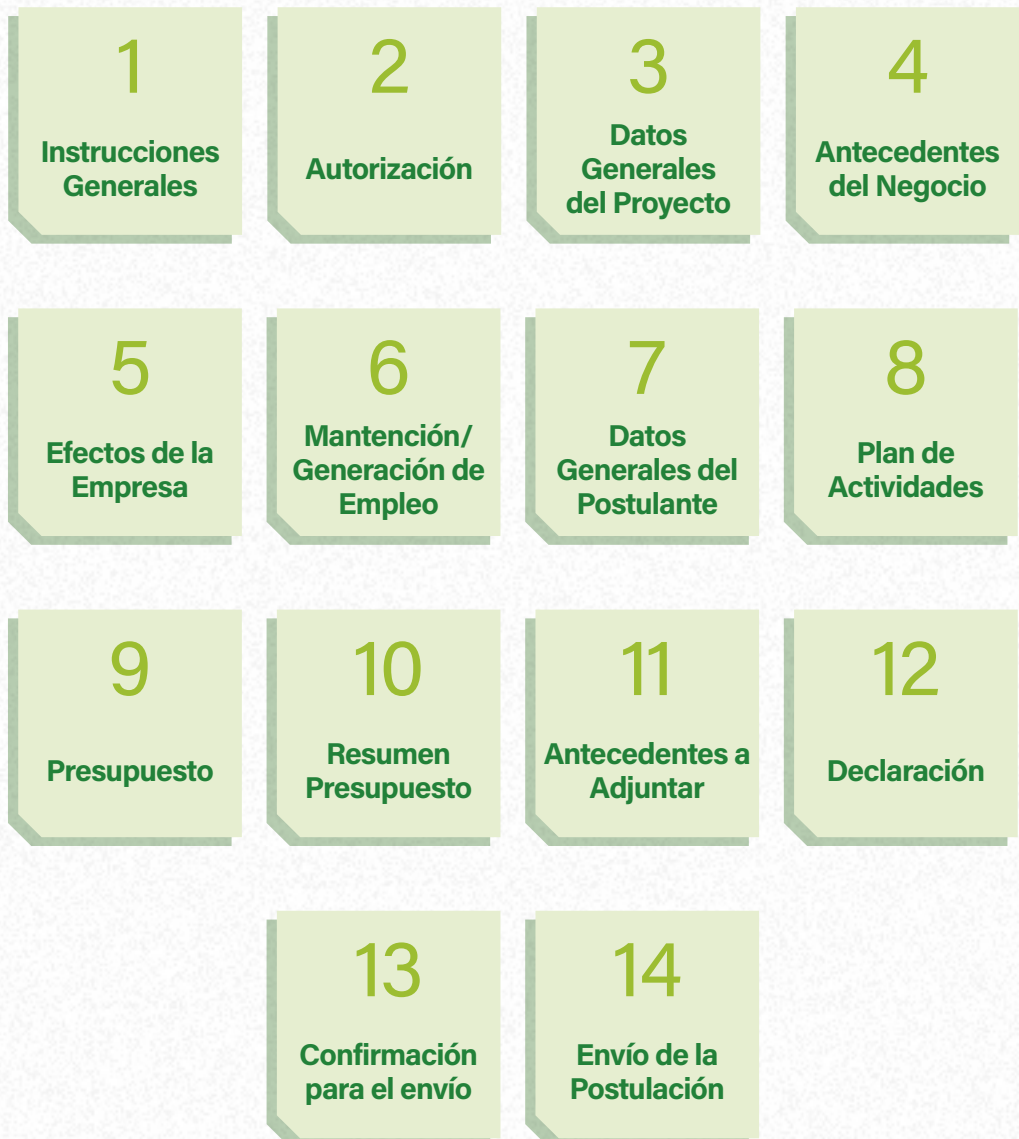 1
Instrucciones
Generales
2
Autorización
3
Datos
Generales
del Proyecto
4
Antecedentes
del Negocio
5
Efectos de la
Empresa
6
Mantención/
Generación de
Empleo
7
Datos
Generales del
Postulante
8
Plan de
Actividades
9
Presupuesto
10
Resumen
Presupuesto
11
Antecedentes a
Adjuntar
12
Declaración
13
Confirmación
para el envío
14
Envío de la
Postulación